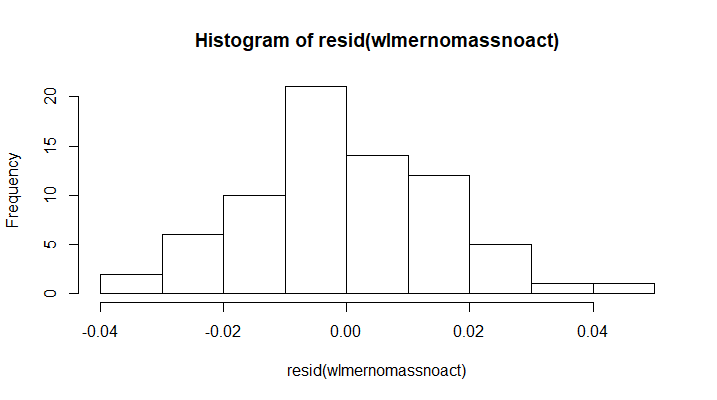 Histogram of resid(wlmernomassnoact)
Frequency
20
15
10
5
0
-0.04 -0.02 0.00 0.02 0.04
resid(wlmernomassnoact)